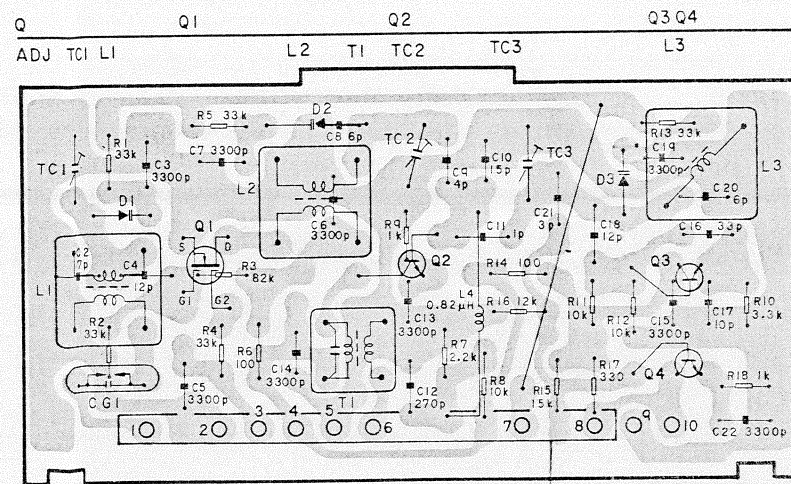 Q Q1 Q2 Q3 Q4
ADJ TC1 L1 L2 T1 TC2 TC3 L3
R5 33k
D2
C8 6p
TC2
R13 33k
C19
3300p
R1
33k
C7 3300p
C3
3300p
TC1
L2
C9
4p
C10
15p
TC3
D3
L3
C20
6p
D1
C6
3300p
R9
1k
C11
1p
C21
3p
C18
12p
C16 33p
Q1
S D
G1 G2
C2
7p
C4
12p
L1
R3
82k
Q2
R14 100
Q3
L4
0.82μH
R16 12k
C13
3300p
R11
10k
R12
10k
C15
3300p
C17
10p
R10
3.3k
R2
33k
R4
33k
R6
100
C14
3300p
T1
R7
2.2k
CG1
C5
3300p
C12
270p
R8
10k
R15
15k
R17
330
Q4
R18 1k
C22 3300p
1 2 3 4 5 6 7 8 9 10